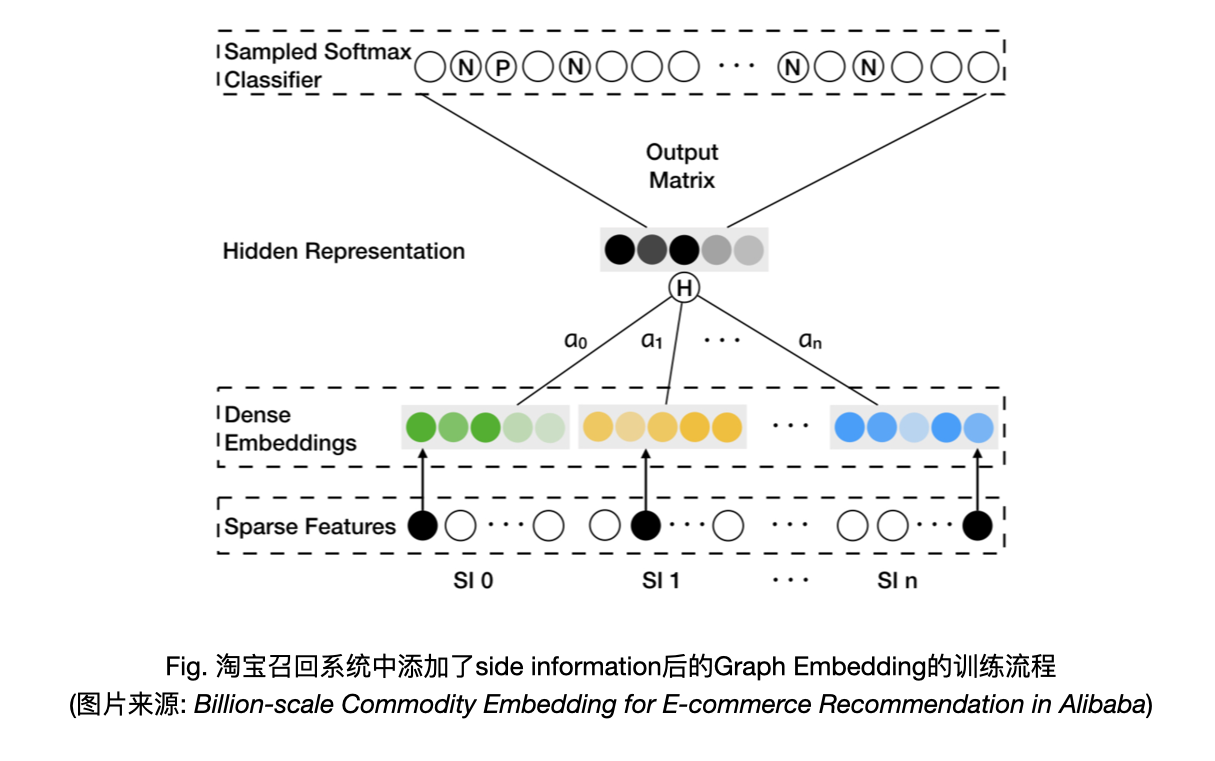 Sampled Softmax
Classifier
N P N ··· N N
Output
Matrix
Hidden Representation
H
a0 a1 ··· an
Dense
Embeddings
···
Sparse Features ··· ··· ··· ···
SI 0 SI 1 ··· SI n
Fig. 淘宝召回系统中添加了side information后的Graph Embedding的训练流程
(图片来源: Billion-scale Commodity Embedding for E-commerce Recommendation in Alibaba)